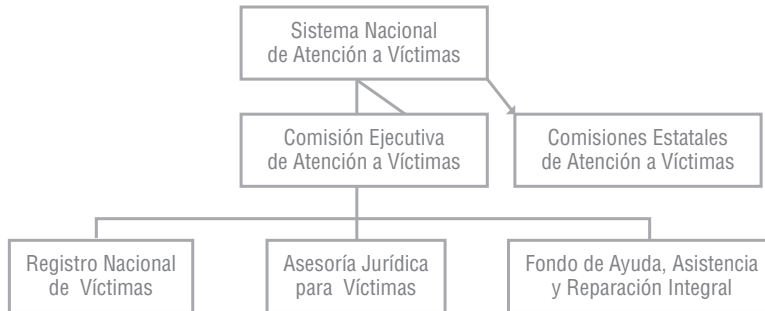 Sistema Nacional
de Atención a Víctimas
Comisión Ejecutiva
de Atención a Víctimas
Comisiones Estatales
de Atención a Víctimas
Registro Nacional
de Víctimas
Asesoría Jurídica
para Víctimas
Fondo de Ayuda, Asistencia
y Reparación Integral